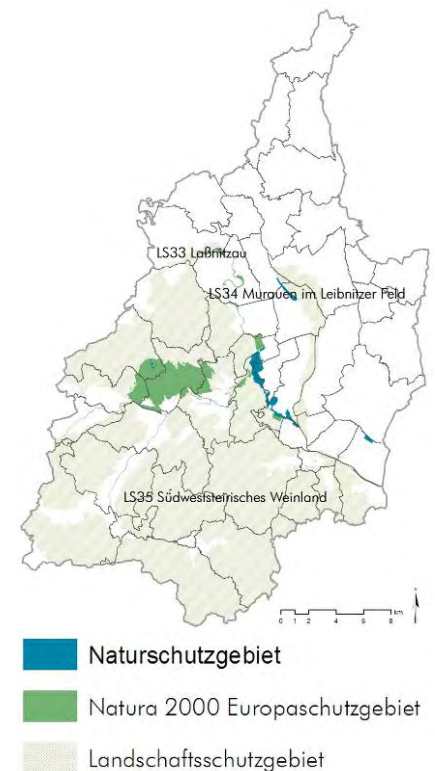 LS33 Laßnitzau
LS34 Murauen im Leibnitzer Feld
LS35 Südweststeirisches Weinland
0 1 2 4 6 8 km
Naturschutzgebiet
Natura 2000 Europaschutzgebiet
Landschaftsschutzgebiet